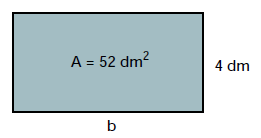 A = 52 dm²
4 dm
b